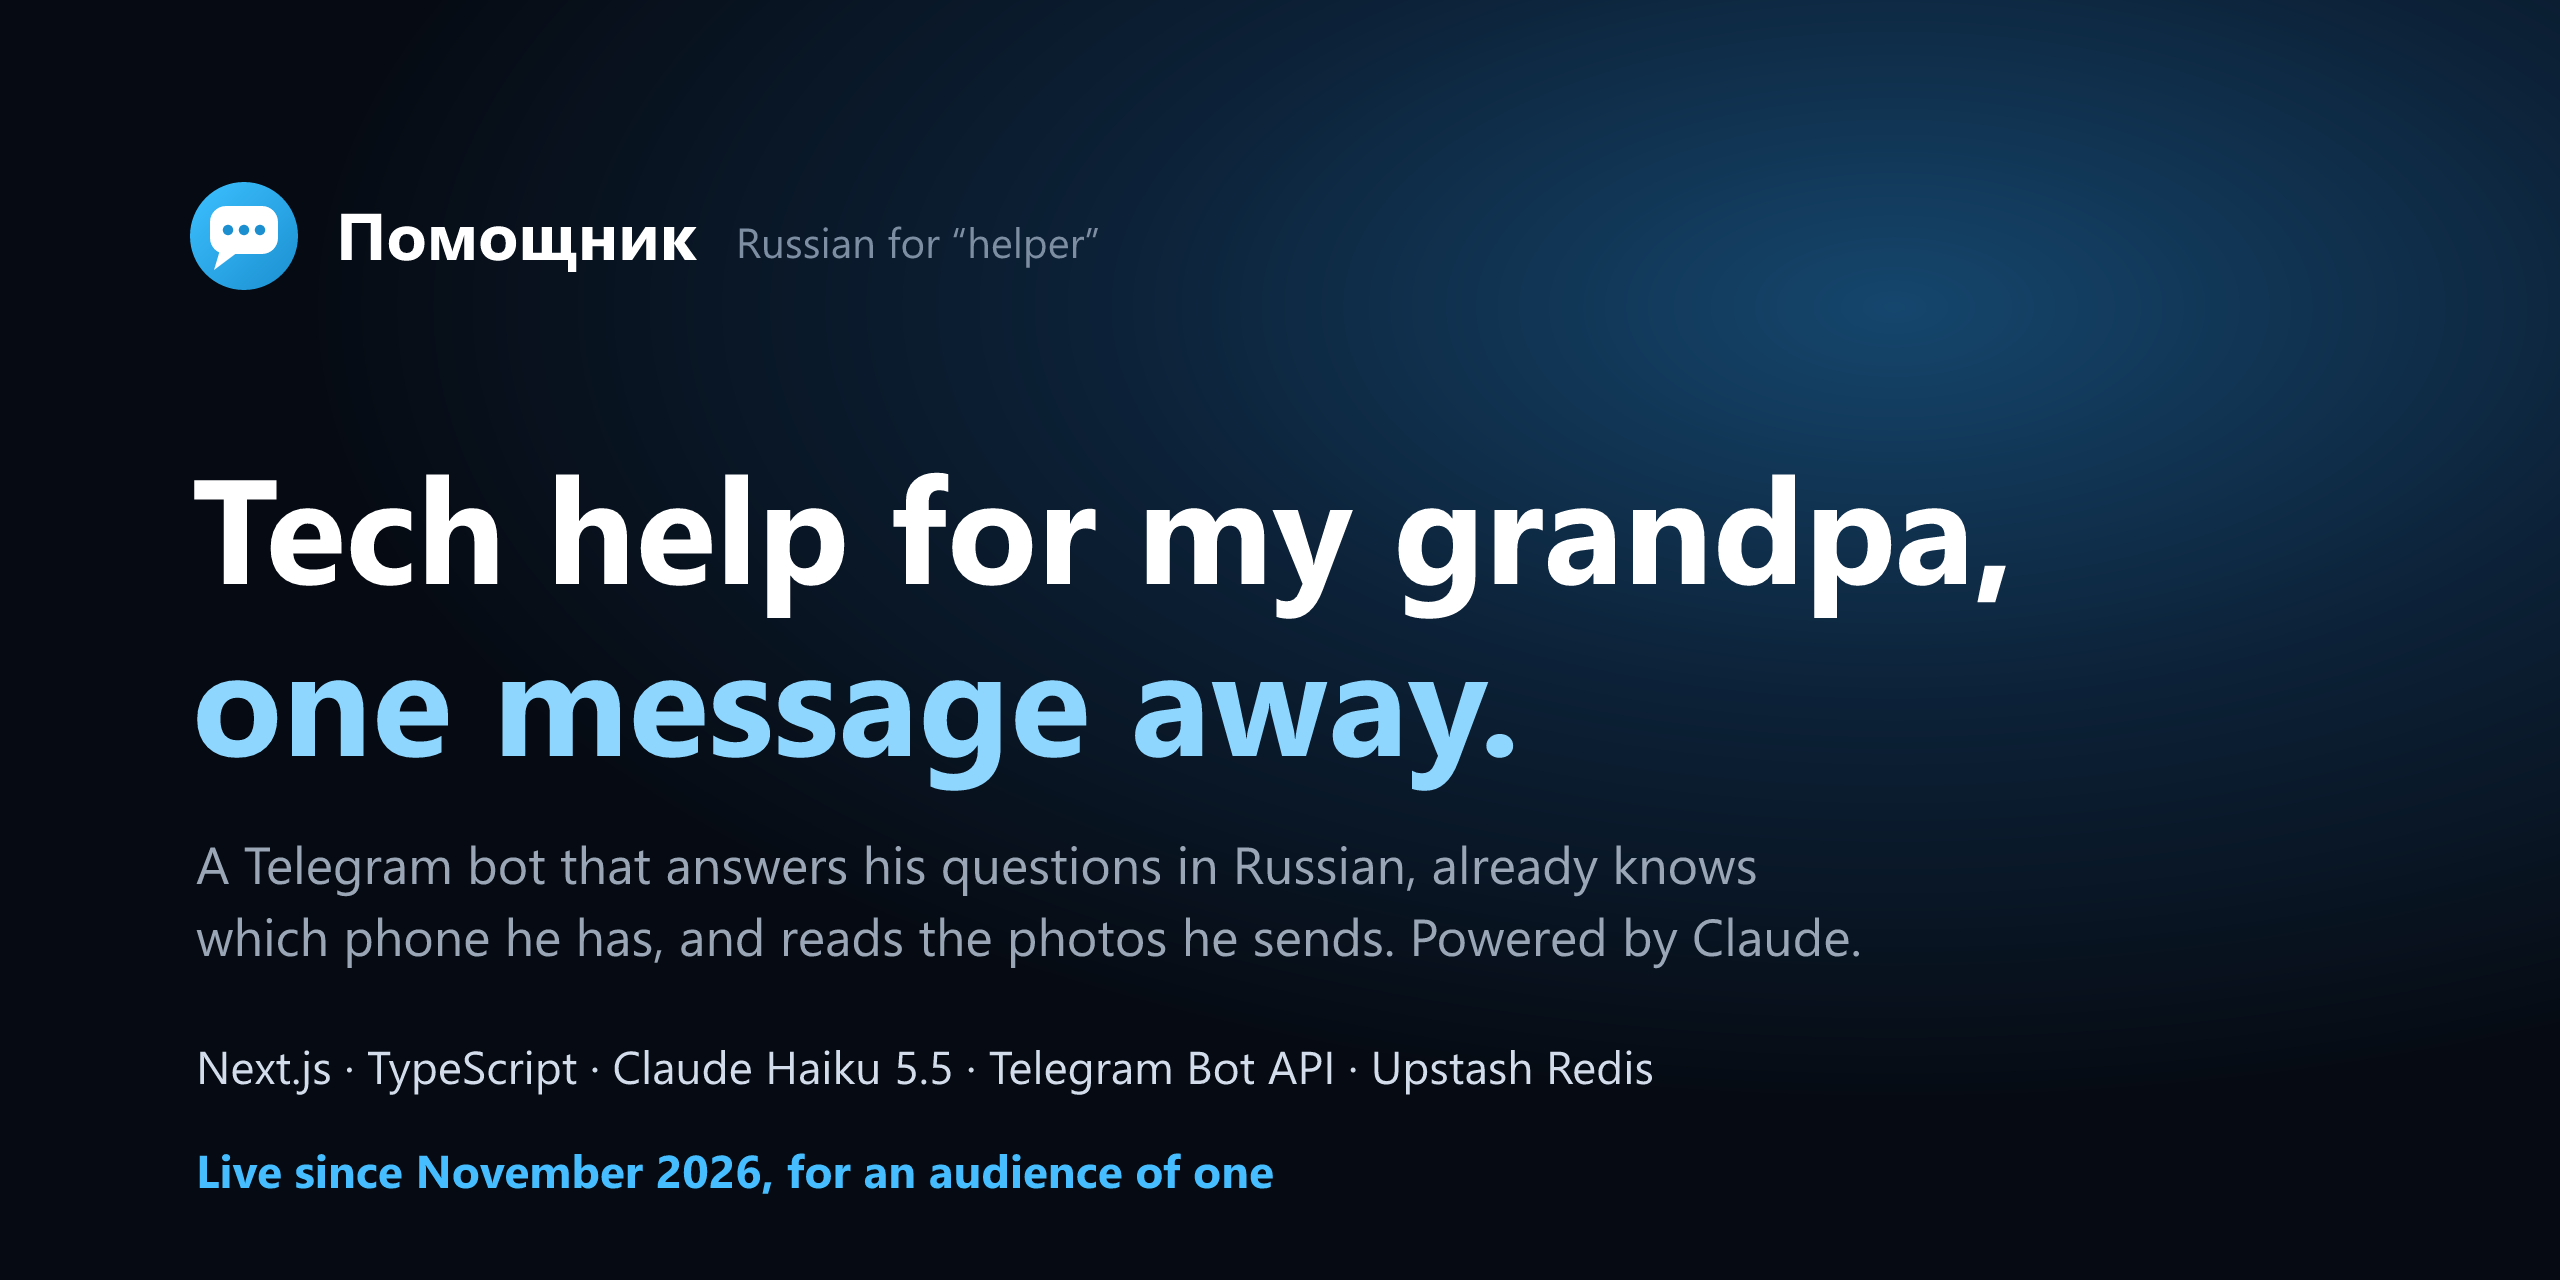 Помощник Russian for “helper”
Tech help for my grandpa,
one message away.
A Telegram bot that answers his questions in Russian, already knows
which phone he has, and reads the photos he sends. Powered by Claude.
Next.js · TypeScript · Claude Haiku 5.5 · Telegram Bot API · Upstash Redis
Live since November 2026, for an audience of one